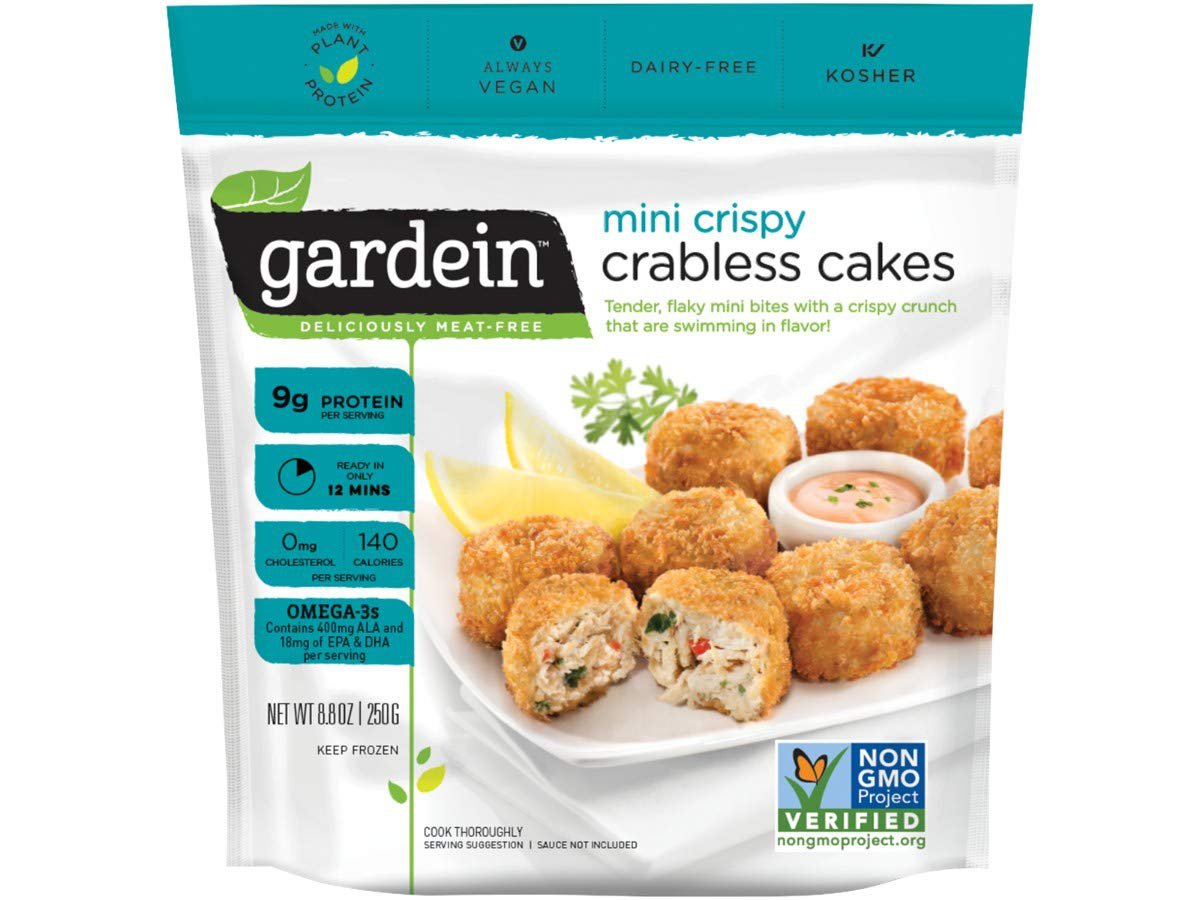 MADE WITH
PLANT
PROTEIN
V
ALWAYS
VEGAN
DAIRY-FREE
KOSHER
gardein™
DELICIOUSLY MEAT-FREE
mini crispy
crabless cakes
Tender, flaky mini bites with a crispy crunch
that are swimming in flavor!
9g PROTEIN
PER SERVING
READY IN
ONLY
12 MINS
0mg
CHOLESTEROL
140
CALORIES
PER SERVING
OMEGA-3s
Contains 400mg ALA and
18mg of EPA & DHA
per serving
NET WT 8.8 OZ | 250G
KEEP FROZEN
COOK THOROUGHLY
SERVING SUGGESTION | SAUCE NOT INCLUDED
NON
GMO
Project
VERIFIED
nongmoproject.org